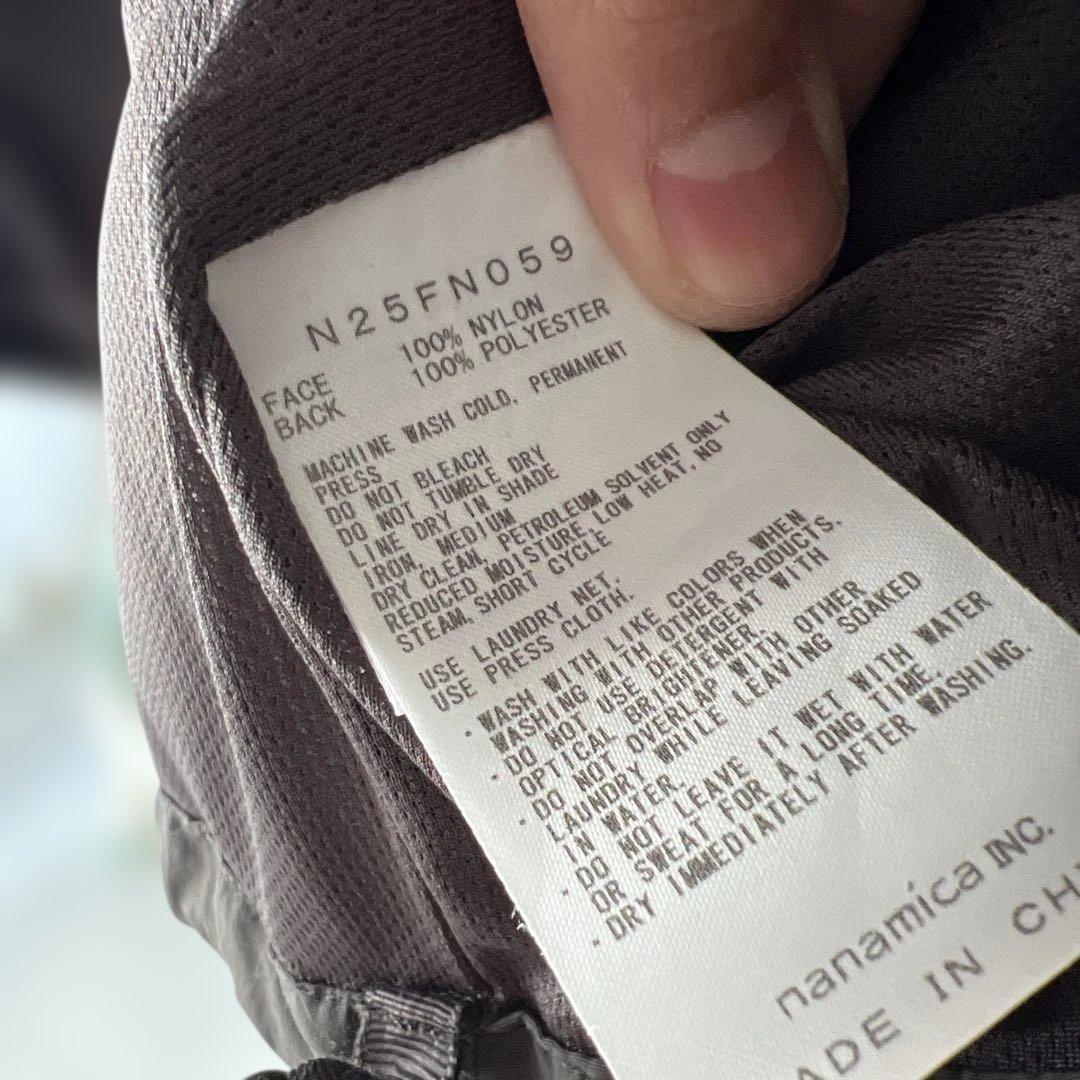 N25FN059
FACE 100% NYLON
BACK 100% POLYESTER
MACHINE WASH COLD, PERMANENT
PRESS
DO NOT BLEACH
DO NOT TUMBLE DRY
LINE DRY IN SHADE
IRON, MEDIUM
DRY CLEAN, PETROLEUM SOLVENT ONLY
REDUCED MOISTURE, LOW HEAT, NO
STEAM, SHORT CYCLE
USE LAUNDRY NET.
USE PRESS CLOTH.
· WASH WITH LIKE COLORS WHEN
WASHING WITH OTHER PRODUCTS.
· DO NOT USE DETERGENT WITH
OPTICAL BRIGHTENER.
· DO NOT OVERLAP WITH OTHER
LAUNDRY WHILE LEAVING SOAKED
IN WATER.
· DO NOT LEAVE IT WET WITH WATER
OR SWEAT FOR A LONG TIME.
· DRY IMMEDIATELY AFTER WASHING.
nanamica INC.
ADE IN CH